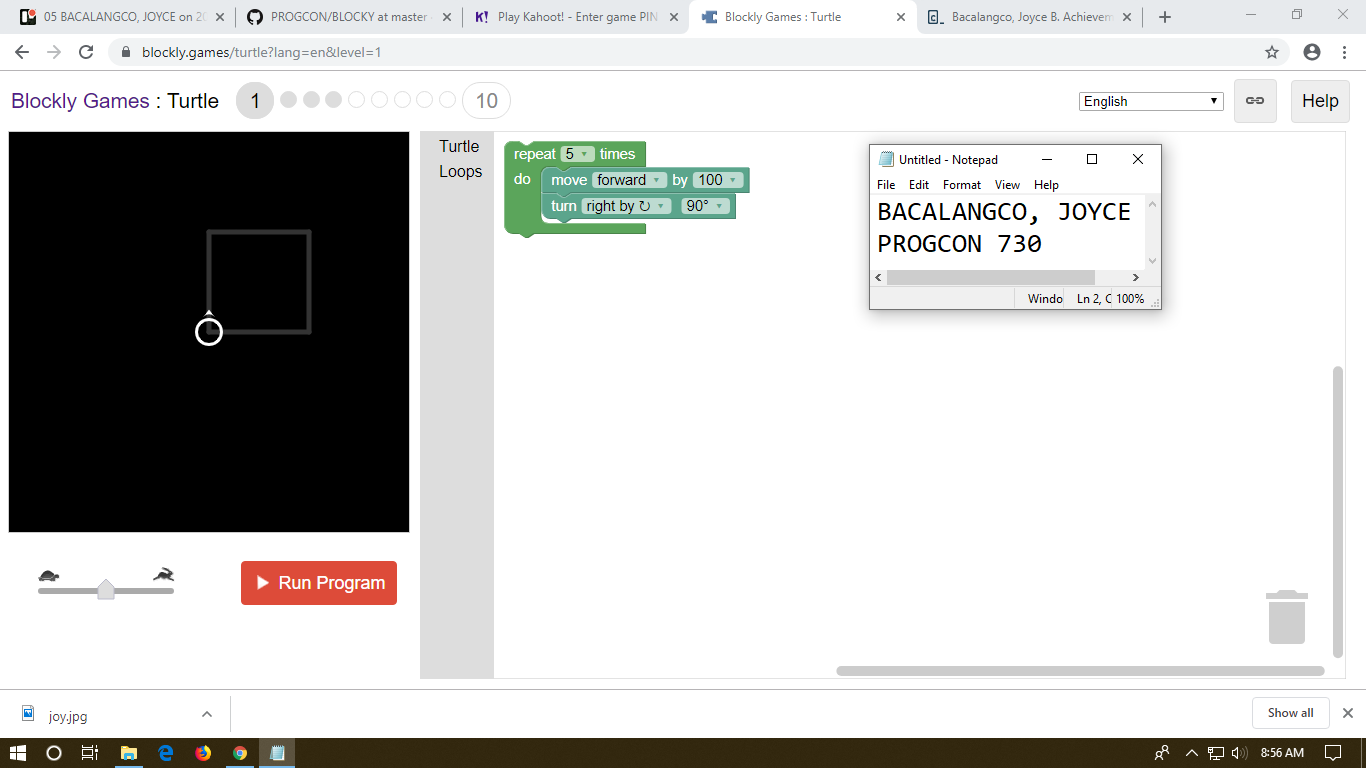 05 BACALANGCO, JOYCE on 20
PROGCON/BLOCKY at master
Play Kahoot! - Enter game PIN
Blockly Games : Turtle
Bacalangco, Joyce B. Achievem
blockly.games/turtle?lang=en&level=1
Blockly Games : Turtle
1
10
English
Help
Turtle
Loops
repeat 5 times
do
move forward by 100
turn right by ↻ 90°
Untitled - Notepad
File Edit Format View Help
BACALANGCO, JOYCE
PROGCON 730
Windo Ln 2, C 100%
Run Program
joy.jpg
Show all
8:56 AM